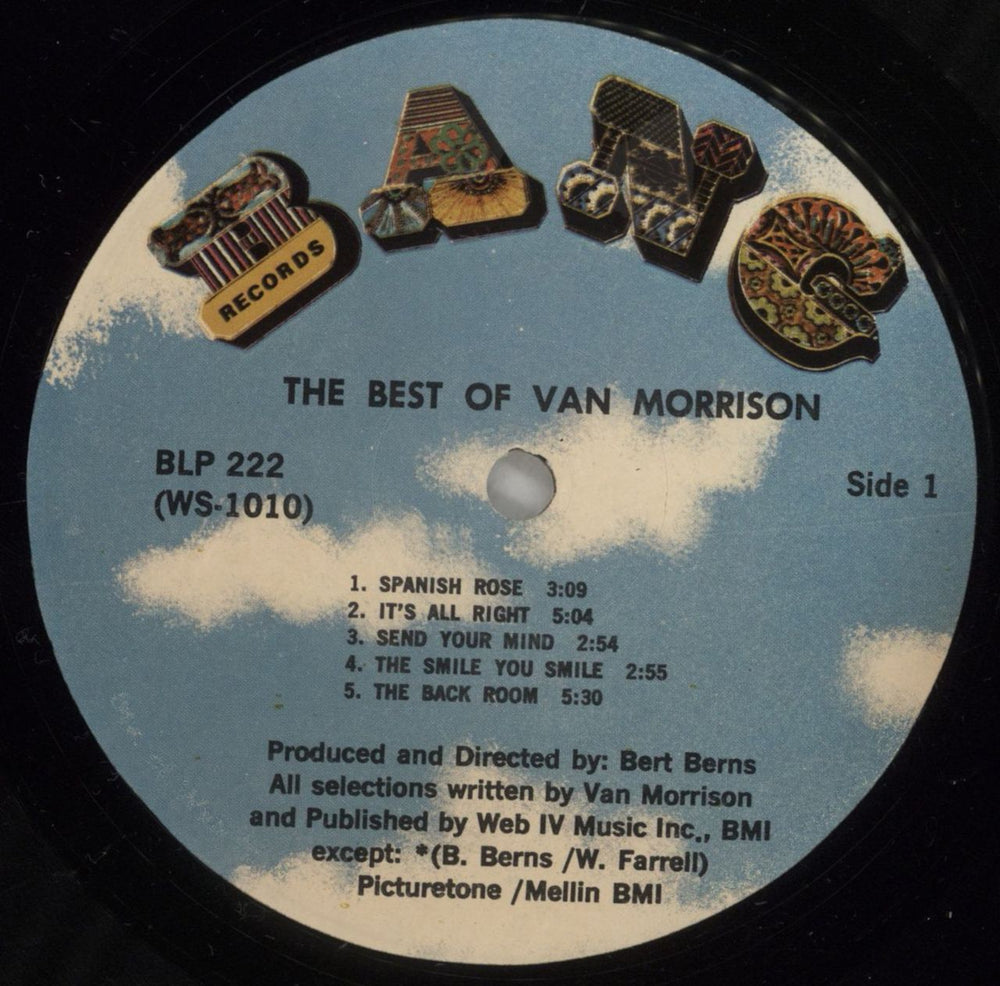 BANG
RECORDS
THE BEST OF VAN MORRISON
BLP 222
(WS-1010)
Side 1
1. SPANISH ROSE 3:09
2. IT'S ALL RIGHT 5:04
3. SEND YOUR MIND 2:54
4. THE SMILE YOU SMILE 2:55
5. THE BACK ROOM 5:30
Produced and Directed by: Bert Berns
All selections written by Van Morrison
and Published by Web IV Music Inc., BMI
except: *(B. Berns /W. Farrell)
Picturetone /Mellin BMI